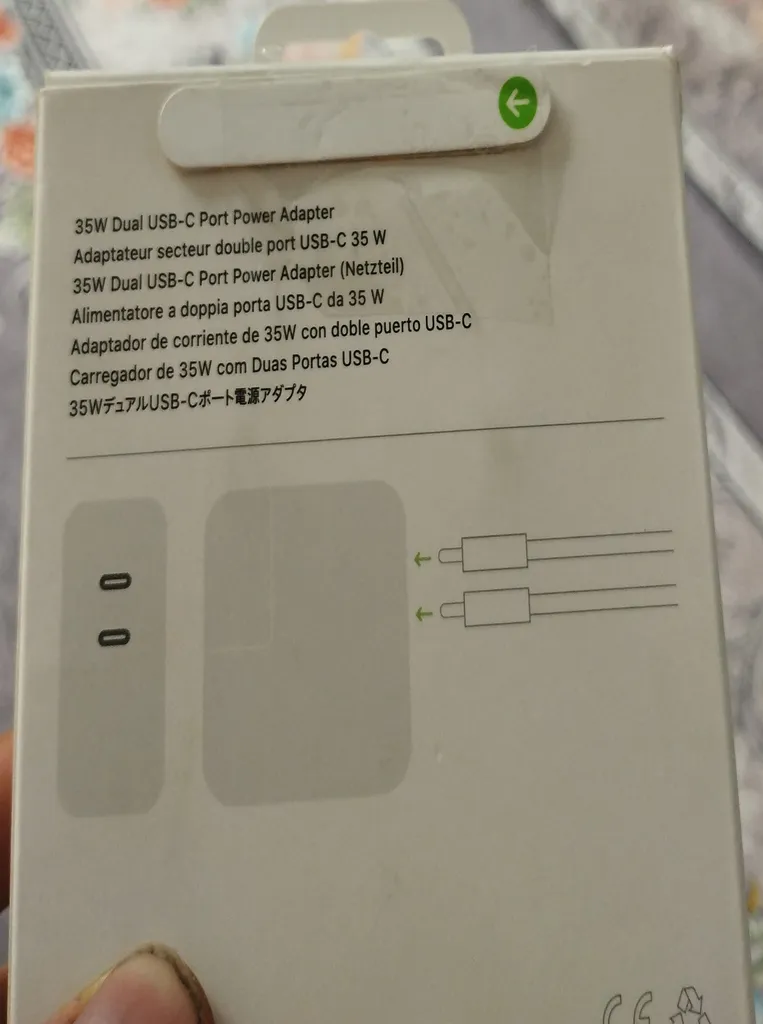 35W Dual USB-C Port Power Adapter
Adaptateur secteur double port USB-C 35 W
35W Dual USB-C Port Power Adapter (Netzteil)
Alimentatore a doppia porta USB-C da 35 W
Adaptador de corriente de 35W con doble puerto USB-C
Carregador de 35W com Duas Portas USB-C
35WデュアルUSB-Cポート電源アダプタ
CE